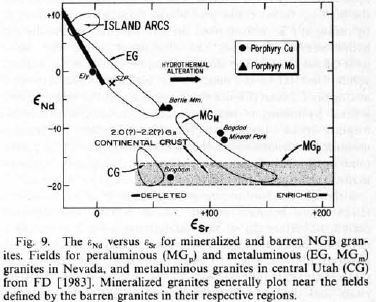 +10
ISLAND ARCS
EG
Porphyry Cu
Porphyry Mo
Ely
SZP
HYDROTHERMAL
ALTERATION
0
εNd
Battle Mm.
MGM
Bagdad
Mineral Park
-10
2.0(?)-2.2(?) Ga
CONTINENTAL CRUST
MGP
CG
Bingham
-20
DEPLETED
ENRICHED
0
+100
+200
εSr
Fig. 9. The εNd versus εSr for mineralized and barren NGB gran-
ites. Fields for peraluminous (MGP) and metaluminous (EG, MGM)
granites in Nevada, and metaluminous granites in central Utah (CG)
from FD [1983]. Mineralized granites generally plot near the fields
defined by the barren granites in their respective regions.